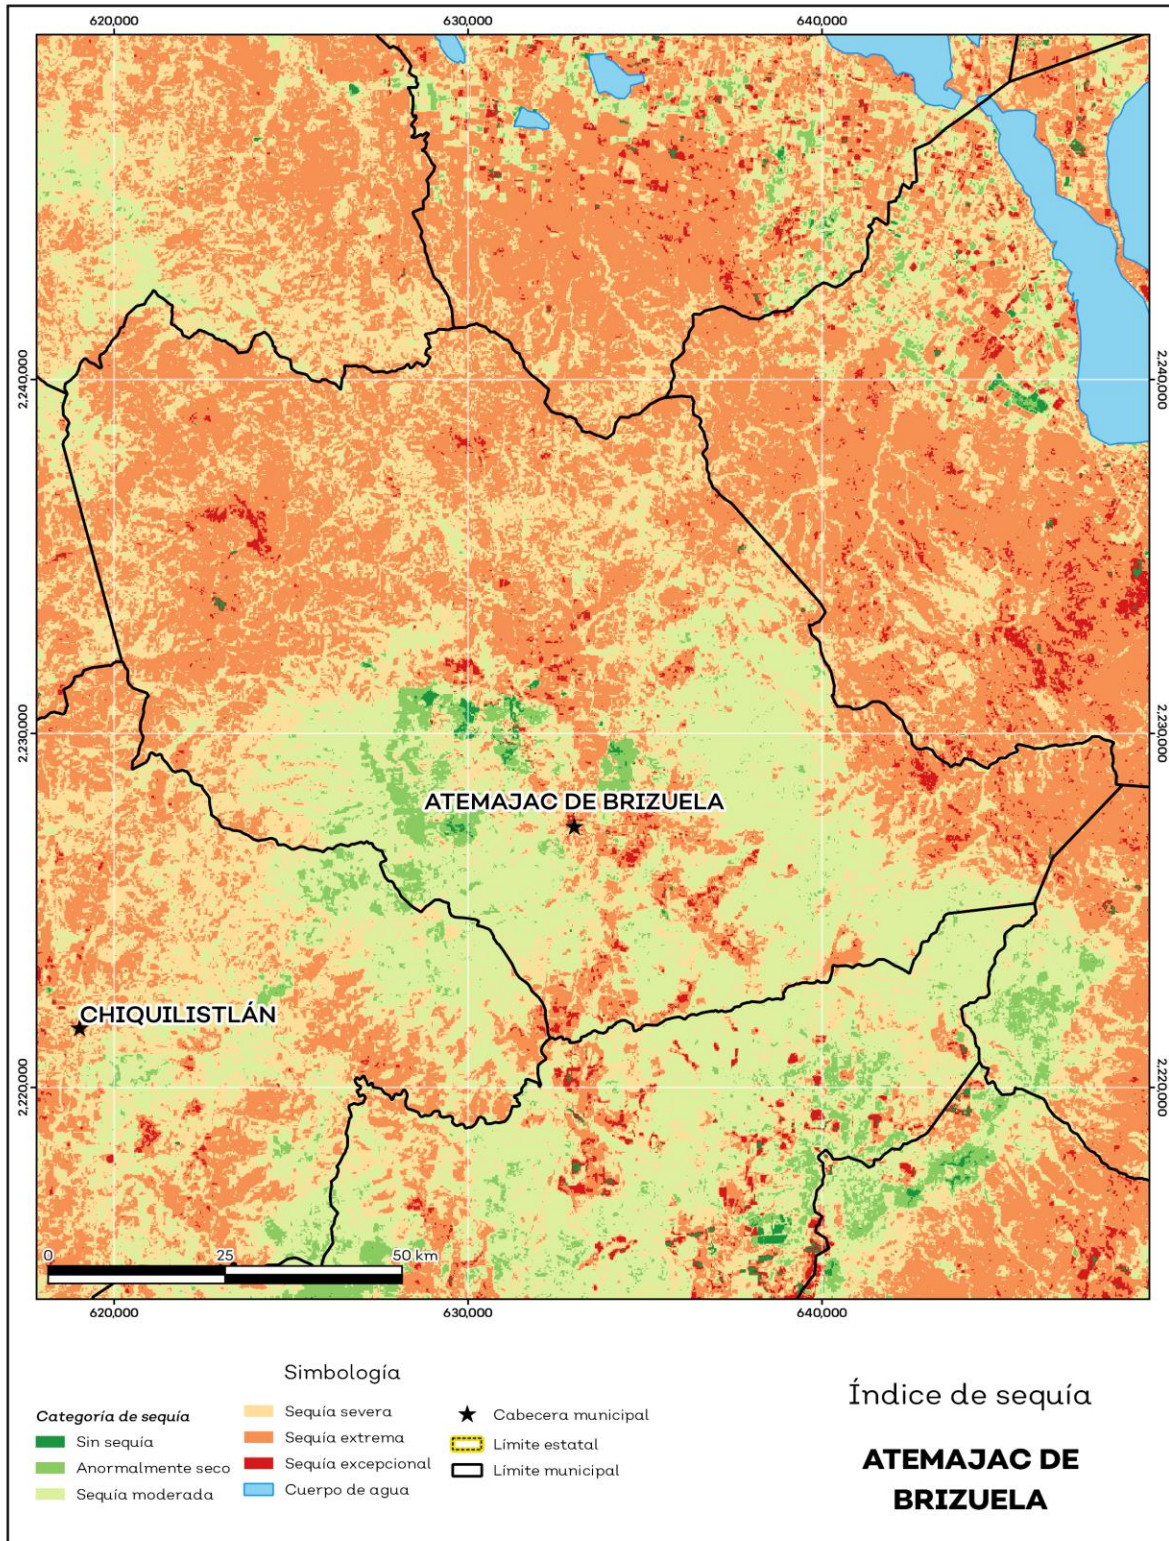 620,000
630,000
640,000
2,240,000
2,240,000
2,230,000
2,230,000
ATEMAJAC DE BRIZUELA
CHIQUILISTLÁN
2,220,000
2,220,000
0
25
50 km
620,000
630,000
640,000
Simbología
Categoría de sequía
Sin sequía
Anormalmente seco
Sequía moderada
Sequía severa
Sequía extrema
Sequía excepcional
Cuerpo de agua
Cabecera municipal
Límite estatal
Límite municipal
Índice de sequía
ATEMAJAC DE
BRIZUELA